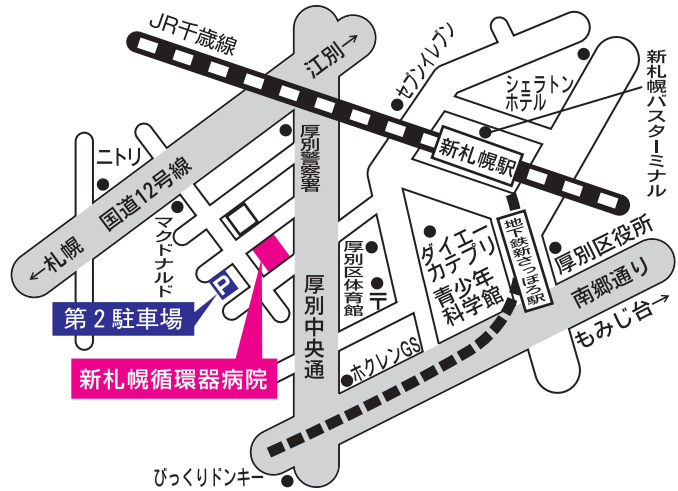 JR千歳線
江別→
セブンイレブン
シェラトン
ホテル
新札幌バスターミナル
新札幌駅
厚別警察署
ニトリ
国道12号線
←札幌
マクドナルド
P
第2駐車場
新札幌循環器病院
厚別中央通
厚別区体育館
〒
ダイエー
カテプリ
青少年
科学館
地下鉄新さっぽろ駅
厚別区役所
南郷通り
もみじ台→
ホクレンGS
びっくりドンキー